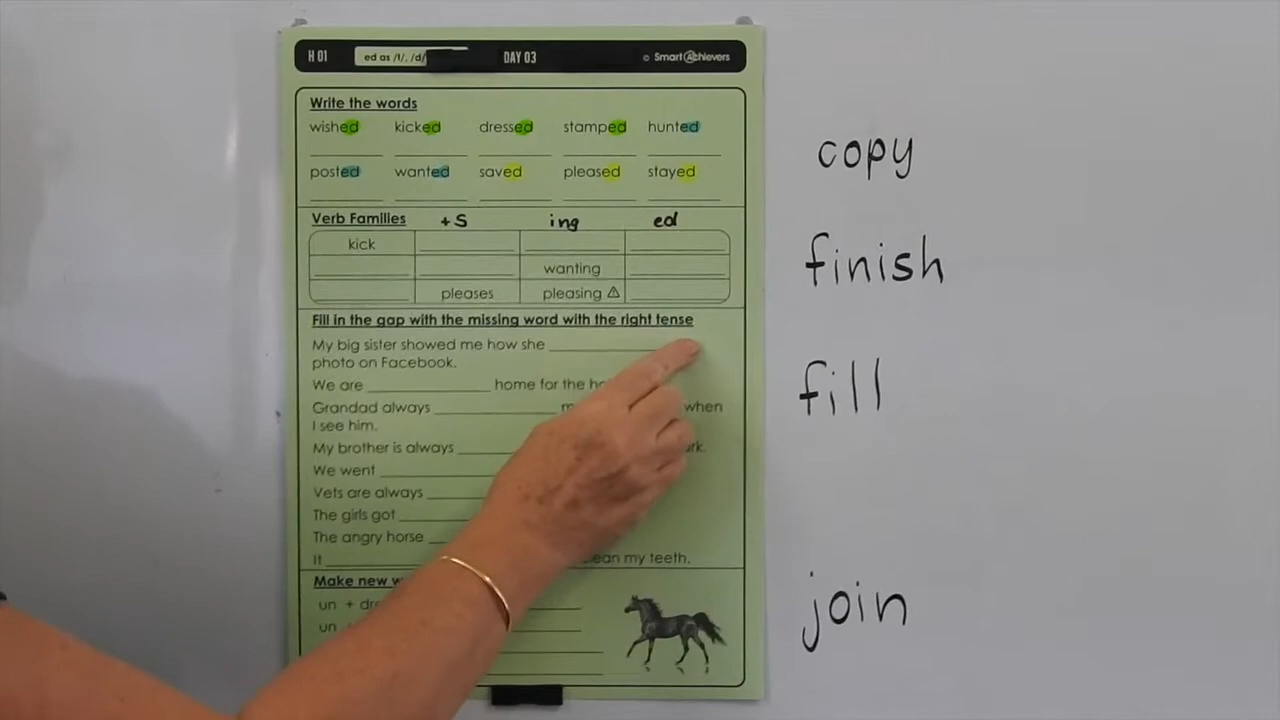 H 01 ed as /t/, /d/ DAY 03 © SmartAchievers
Write the words
wished kicked dressed stamped hunted
posted wanted saved pleased stayed
Verb Families +s ing ed
kick
wanting
pleases pleasing
Fill in the gap with the missing word with the right tense
My big sister showed me how she
photo on Facebook.
We are home for the
Grandad always when
I see him.
My brother is always
We went
Vets are always
The girls got
The angry horse
It my teeth.
Make new
un +
un
copy
finish
fill
join